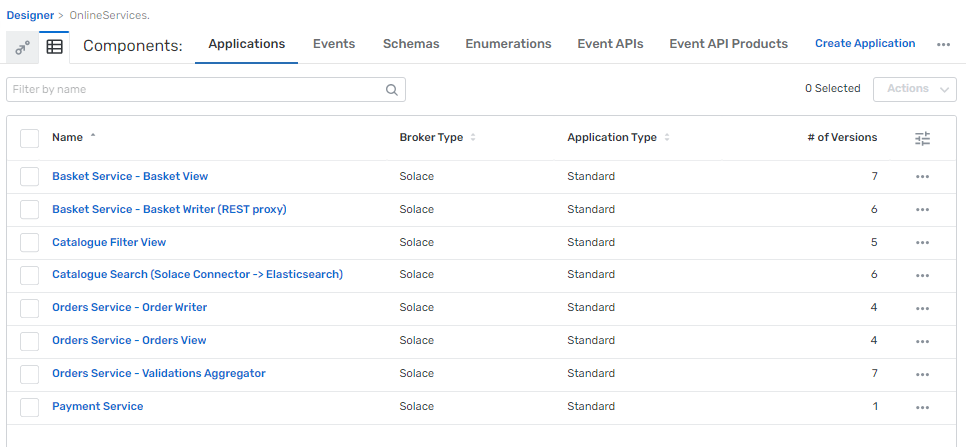 Designer > OnlineServices.
Components: Applications Events Schemas Enumerations Event APIs Event API Products Create Application
Filter by name 0 Selected Actions
Name Broker Type Application Type # of Versions
Basket Service - Basket View Solace Standard 7
Basket Service - Basket Writer (REST proxy) Solace Standard 6
Catalogue Filter View Solace Standard 5
Catalogue Search (Solace Connector -> Elasticsearch) Solace Standard 6
Orders Service - Order Writer Solace Standard 4
Orders Service - Orders View Solace Standard 4
Orders Service - Validations Aggregator Solace Standard 7
Payment Service Solace Standard 1